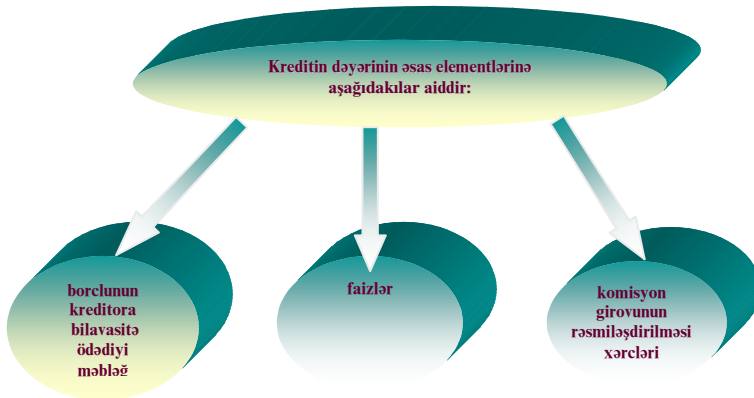 Kreditin dəyərinin əsas elementlərinə
aşağıdakılar aiddir:
borclunun
kreditora
bilavasitə
ödədiyi
məbləğ
faizlər
komisyon
girovunun
rəsmiləşdirilməsi
xərcləri